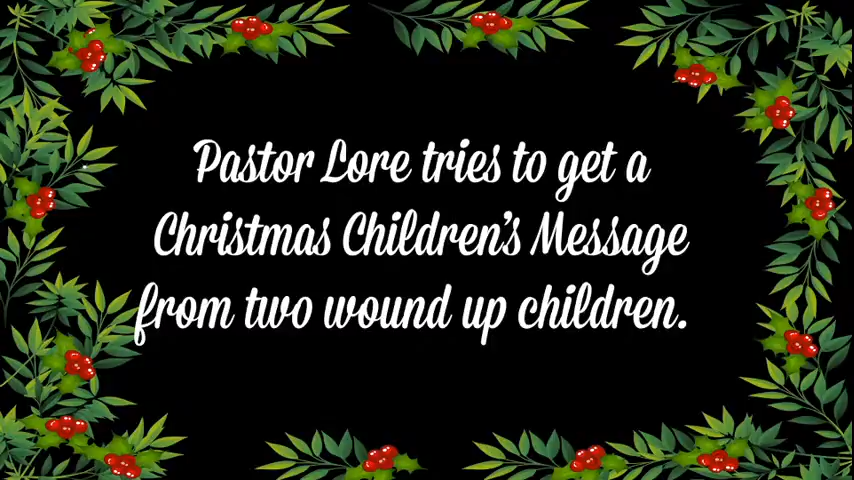 Pastor Lore tries to get a
Christmas Children's Message
from two wound up children.